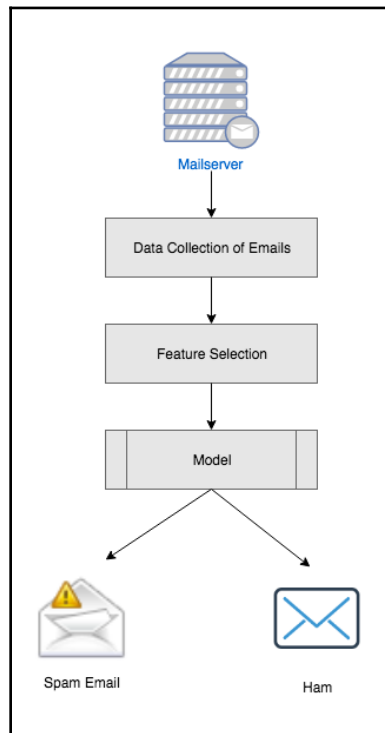 Mailserver
Data Collection of Emails
Feature Selection
Model
Spam Email
Ham